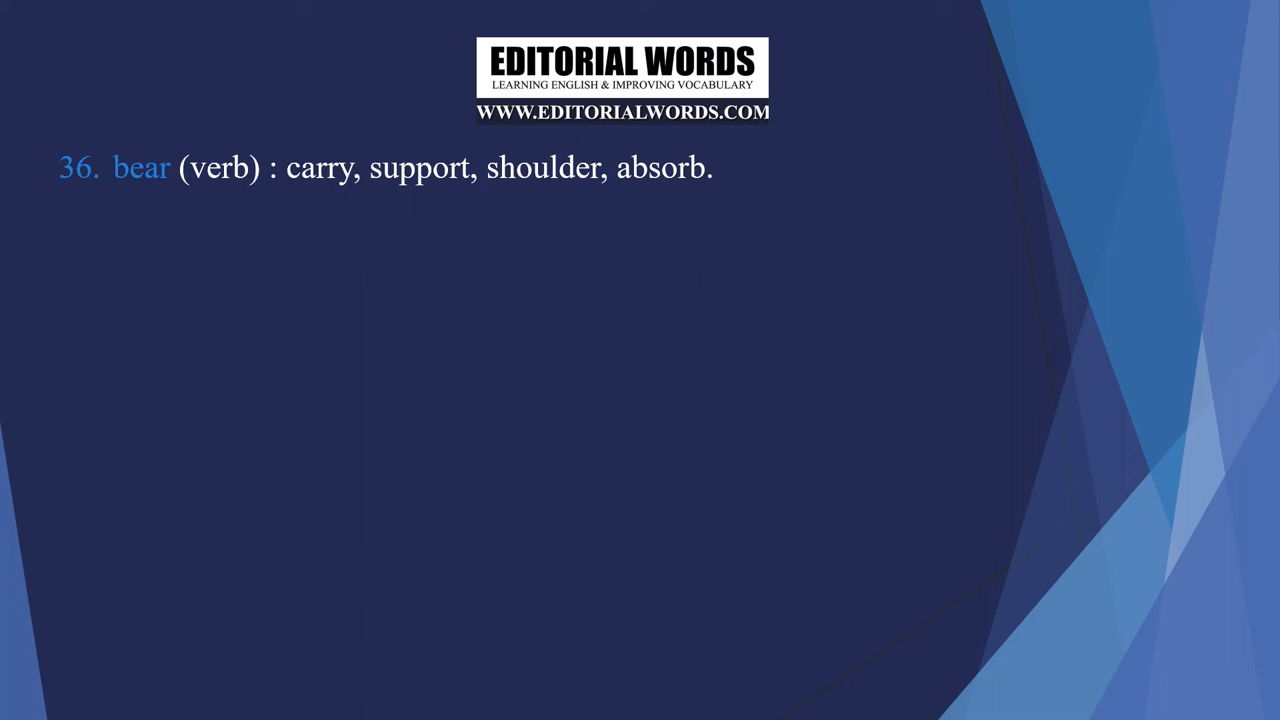 EDITORIAL WORDS
LEARNING ENGLISH & IMPROVING VOCABULARY
WWW.EDITORIALWORDS.COM
36. bear (verb) : carry, support, shoulder, absorb.